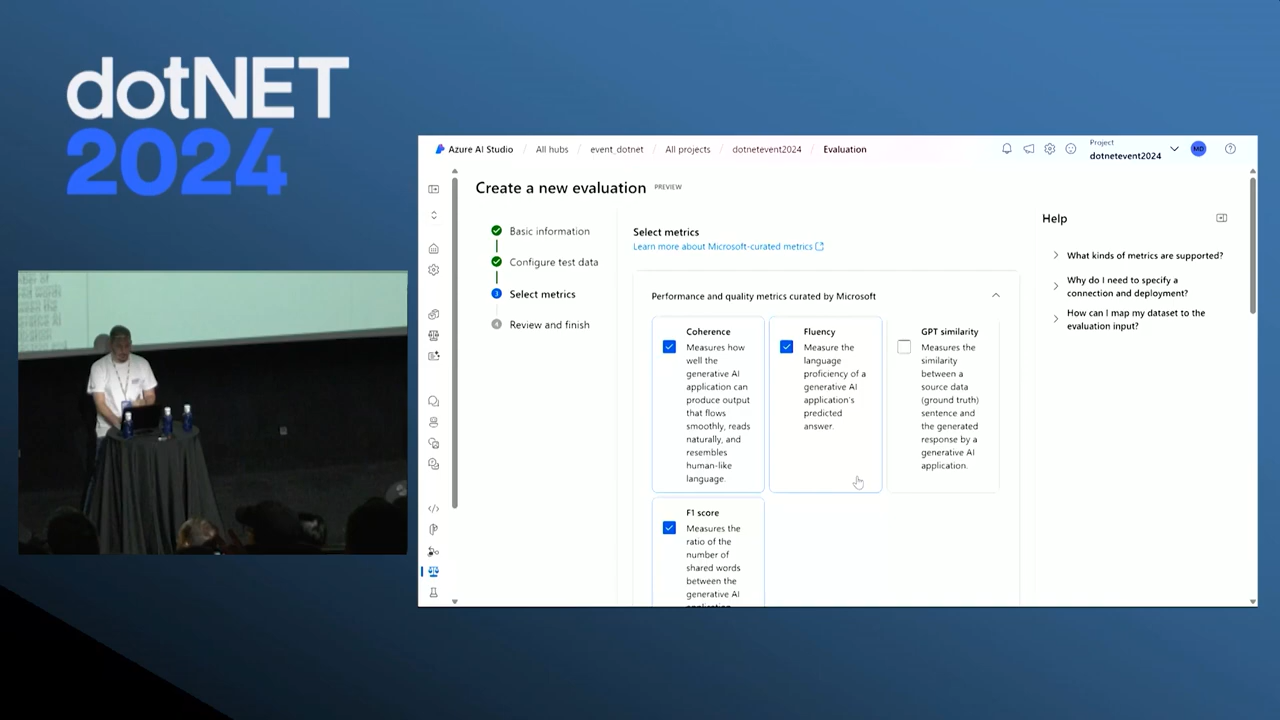 dotNET
2024
Azure AI Studio / All hubs / event_dotnet / All projects / dotnetevent2024 / Evaluation
Project
dotnetevent2024
MD
Create a new evaluation PREVIEW
Basic information
Configure test data
3 Select metrics
4 Review and finish
Select metrics
Learn more about Microsoft-curated metrics
Performance and quality metrics curated by Microsoft
Coherence
Measures how
well the
generative AI
application can
produce output
that flows
smoothly, reads
naturally, and
resembles
human-like
language.
Fluency
Measure the
language
proficiency of a
generative AI
application's
predicted
answer.
GPT similarity
Measures the
similarity
between a
source data
(ground truth)
sentence and
the generated
response by a
generative AI
application.
F1 score
Measures the
ratio of the
number of
shared words
between the
generative AI
application
Help
What kinds of metrics are supported?
Why do I need to specify a
connection and deployment?
How can I map my dataset to the
evaluation input?